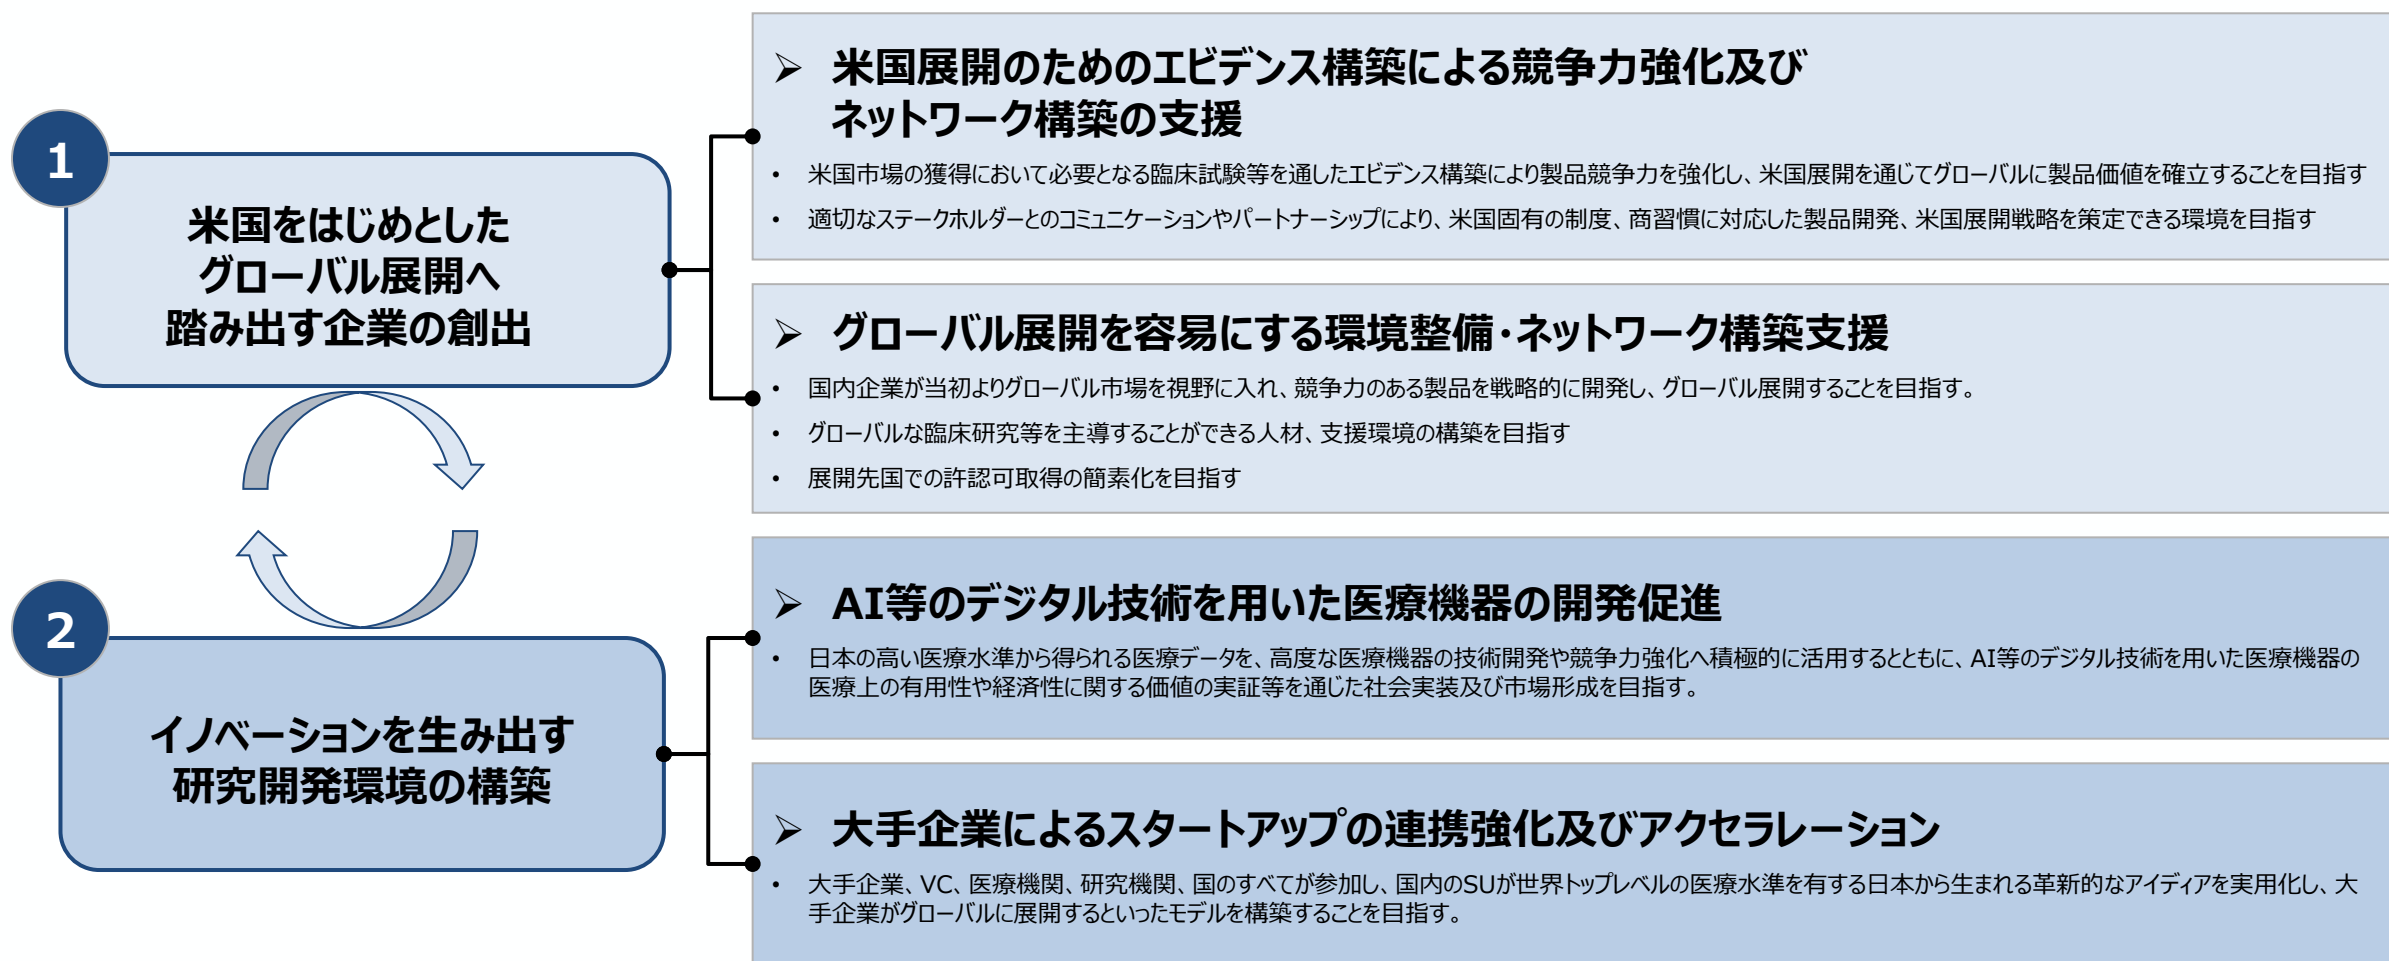 1
米国をはじめとした
グローバル展開へ
踏み出す企業の創出
➢ 米国展開のためのエビデンス構築による競争力強化及び
ネットワーク構築の支援
• 米国市場の獲得において必要となる臨床試験等を通したエビデンス構築により製品競争力を強化し、米国展開を通じてグローバルに製品価値を確立することを目指す
• 適切なステークホルダーとのコミュニケーションやパートナーシップにより、米国固有の制度、商習慣に対応した製品開発、米国展開戦略を策定できる環境を目指す
➢ グローバル展開を容易にする環境整備・ネットワーク構築支援
• 国内企業が当初よりグローバル市場を視野に入れ、競争力のある製品を戦略的に開発し、グローバル展開することを目指す。
• グローバルな臨床研究等を主導することができる人材、支援環境の構築を目指す
• 展開先国での許認可取得の簡素化を目指す
2
イノベーションを生み出す
研究開発環境の構築
➢ AI等のデジタル技術を用いた医療機器の開発促進
• 日本の高い医療水準から得られる医療データを、高度な医療機器の技術開発や競争力強化へ積極的に活用するとともに、AI等のデジタル技術を用いた医療機器の
医療上の有用性や経済性に関する価値の実証等を通じた社会実装及び市場形成を目指す。
➢ 大手企業によるスタートアップの連携強化及びアクセラレーション
• 大手企業、VC、医療機関、研究機関、国のすべてが参加し、国内のSUが世界トップレベルの医療水準を有する日本から生まれる革新的なアイディアを実用化し、大
手企業がグローバルに展開するといったモデルを構築することを目指す。